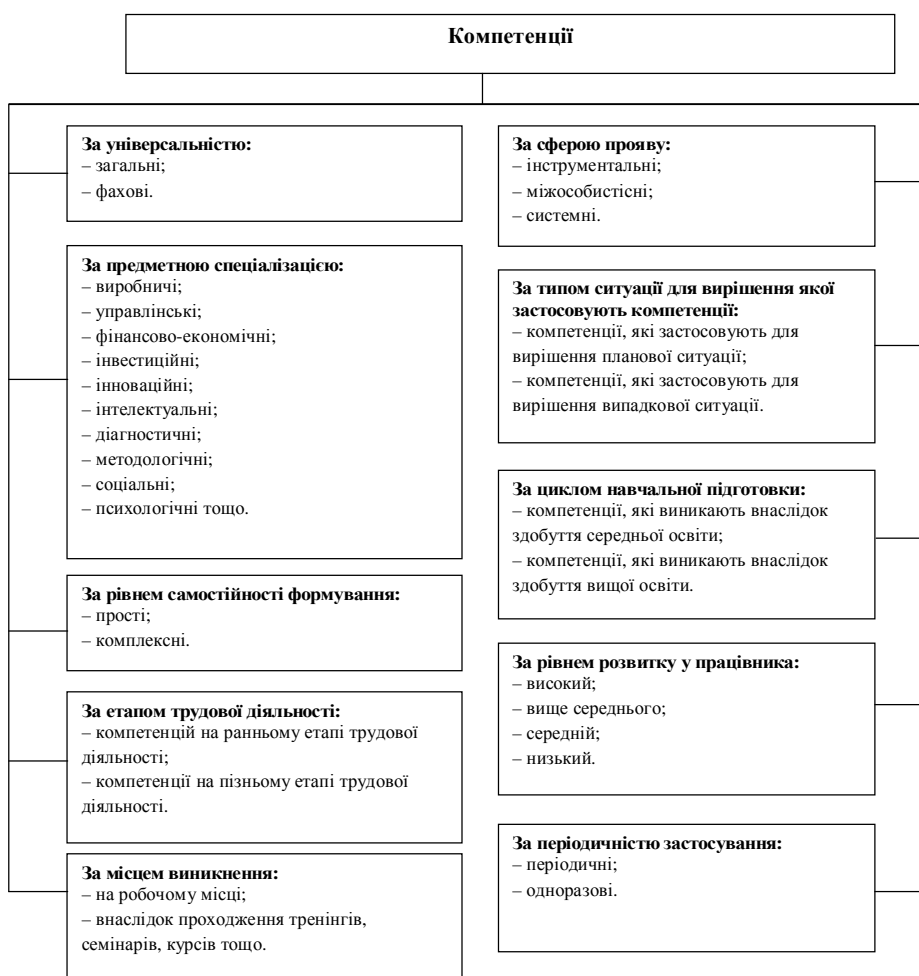 Компетенції
За універсальністю:
– загальні;
– фахові.
За предметною спеціалізацією:
– виробничі;
– управлінські;
– фінансово-економічні;
– інвестиційні;
– інноваційні;
– інтелектуальні;
– діагностичні;
– методологічні;
– соціальні;
– психологічні тощо.
За рівнем самостійності формування:
– прості;
– комплексні.
За етапом трудової діяльності:
– компетенцій на ранньому етапі трудової
діяльності;
– компетенції на пізньому етапі трудової
діяльності.
За місцем виникнення:
– на робочому місці;
– внаслідок проходження тренінгів,
семінарів, курсів тощо.
За сферою прояву:
– інструментальні;
– міжособистісні;
– системні.
За типом ситуації для вирішення якої
застосовують компетенції:
– компетенції, які застосовують для
вирішення планової ситуації;
– компетенції, які застосовують для
вирішення випадкової ситуації.
За циклом навчальної підготовки:
– компетенції, які виникають внаслідок
здобуття середньої освіти;
– компетенції, які виникають внаслідок
здобуття вищої освіти.
За рівнем розвитку у працівника:
– високий;
– вище середнього;
– середній;
– низький.
За періодичністю застосування:
– періодичні;
– одноразові.